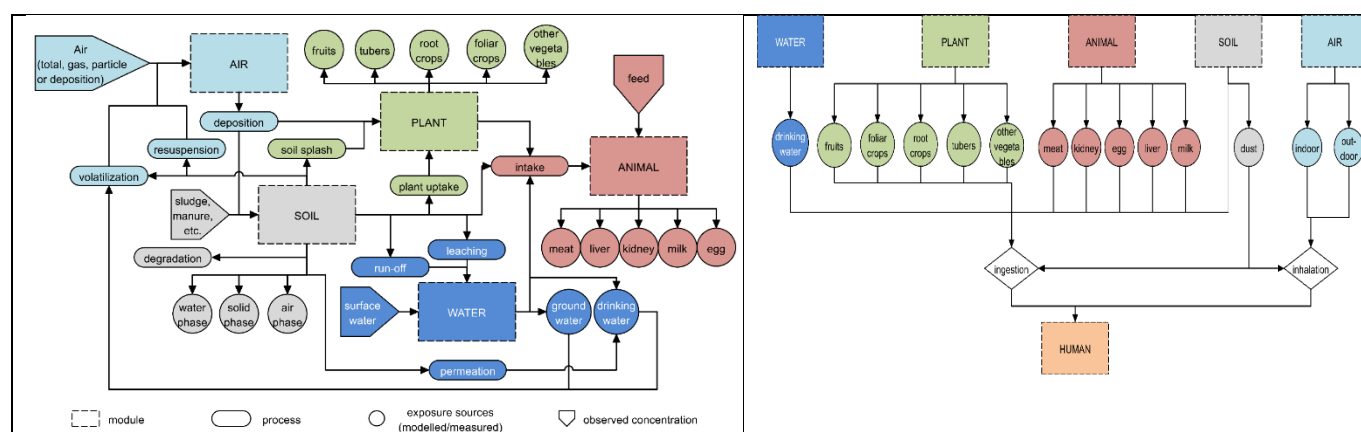 Air
(total, gas, particle
or deposition)
AIR
fruits
tubers
root
crops
foliar
crops
other
vegeta
bles
feed
deposition
PLANT
resuspension
soil splash
volatilization
intake
ANIMAL
plant uptake
sludge,
manure,
etc.
SOIL
leaching
meat
liver
kidney
milk
egg
degradation
run-off
water
phase
solid
phase
air
phase
surface
water
WATER
ground
water
drinking
water
permeation
module
process
exposure sources
(modelled/measured)
observed concentration
WATER
PLANT
ANIMAL
SOIL
AIR
drinking
water
fruits
foliar
crops
root
crops
tubers
other
vegeta
bles
meat
kidney
egg
liver
milk
dust
indoor
out-
door
ingestion
inhalation
HUMAN